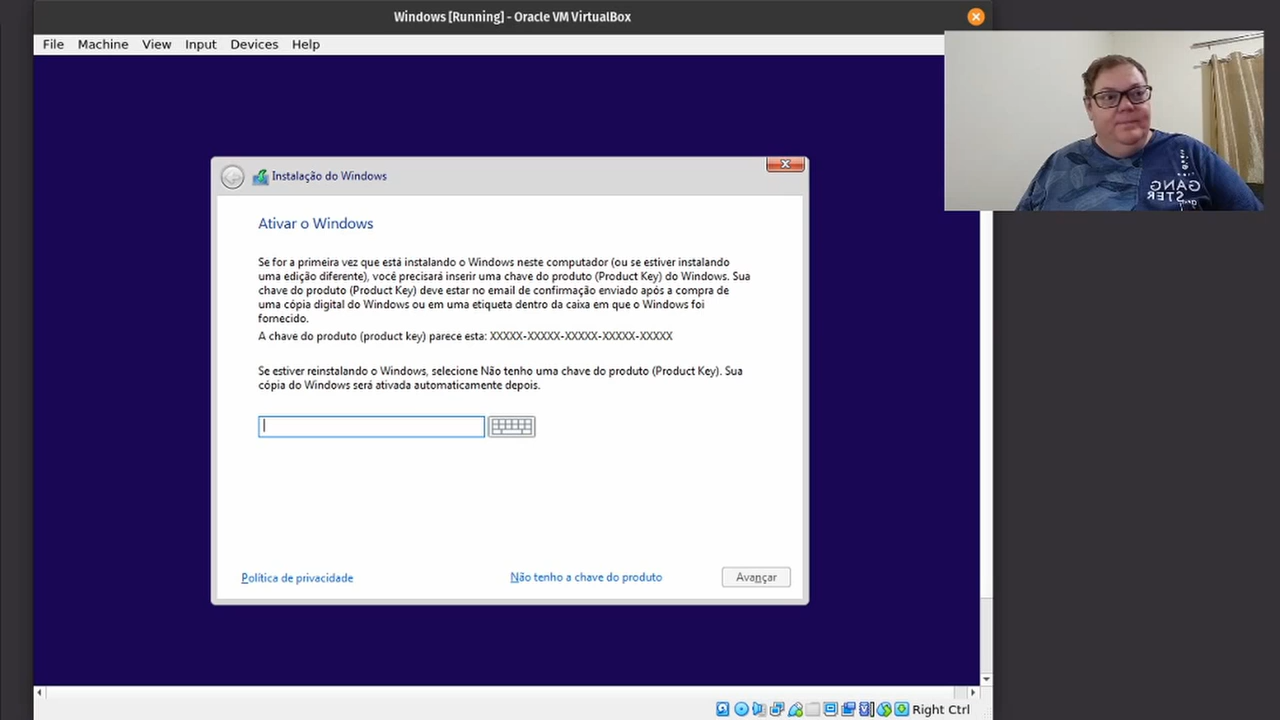 Windows [Running] - Oracle VM VirtualBox
File Machine View Input Devices Help
Instalação do Windows
Ativar o Windows
Se for a primeira vez que está instalando o Windows neste computador (ou se estiver instalando
uma edição diferente), você precisará inserir uma chave do produto (Product Key) do Windows. Sua
chave do produto (Product Key) deve estar no email de confirmação enviado após a compra de
uma cópia digital do Windows ou em uma etiqueta dentro da caixa em que o Windows foi
fornecido.
A chave do produto (product key) parece esta: XXXXX-XXXXX-XXXXX-XXXXX-XXXXX
Se estiver reinstalando o Windows, selecione Não tenho uma chave do produto (Product Key). Sua
cópia do Windows será ativada automaticamente depois.
Política de privacidade
Não tenho a chave do produto
Avançar
GANG
STER
Right Ctrl